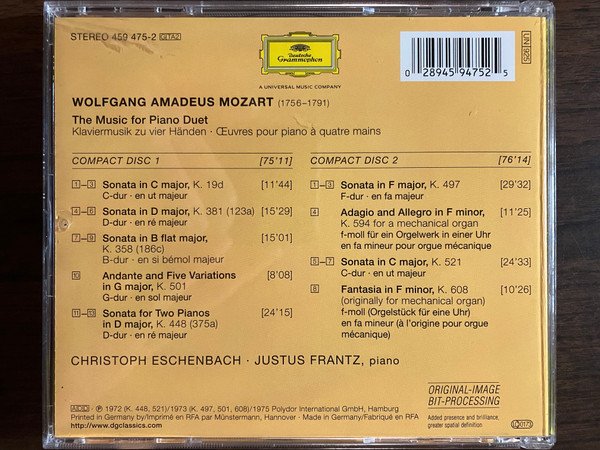 STEREO 459 475-2 GTA2
Deutsche
Grammophon
A UNIVERSAL MUSIC COMPANY
0 28945 94752 5
UN 925
WOLFGANG AMADEUS MOZART (1756–1791)
The Music for Piano Duet
Klaviermusik zu vier Händen · Œuvres pour piano à quatre mains
COMPACT DISC 1 [75'11]
1–3 Sonata in C major, K. 19d [11'44]
C-dur · en ut majeur
4–6 Sonata in D major, K. 381 (123a) [15'29]
D-dur · en ré majeur
7–9 Sonata in B flat major, [15'01]
K. 358 (186c)
B-dur · en si bémol majeur
10 Andante and Five Variations [8'08]
in G major, K. 501
G-dur · en sol majeur
11–13 Sonata for Two Pianos [24'15]
in D major, K. 448 (375a)
D-dur · en ré majeur
COMPACT DISC 2 [76'14]
1–3 Sonata in F major, K. 497 [29'32]
F-dur · en fa majeur
4 Adagio and Allegro in F minor, [11'25]
K. 594 for a mechanical organ
f-moll für ein Orgelwerk in einer Uhr
en fa mineur pour orgue mécanique
5–7 Sonata in C major, K. 521 [24'33]
C-dur · en ut majeur
8 Fantasia in F minor, K. 608 [10'26]
(originally for mechanical organ)
f-moll (Orgelstück für eine Uhr)
en fa mineur (à l'origine pour orgue
mécanique)
CHRISTOPH ESCHENBACH · JUSTUS FRANTZ, piano
ORIGINAL-IMAGE
BIT-PROCESSING
Added presence and brilliance,
greater spatial definition
ADD · ℗ 1972 (K. 448, 521)/1973 (K. 497, 501, 608)/1975 Polydor International GmbH, Hamburg
Printed in Germany by/Imprimé en RFA par Münstermann, Hannover · Made in Germany/Fabriqué en RFA
http://www.dgclassics.com